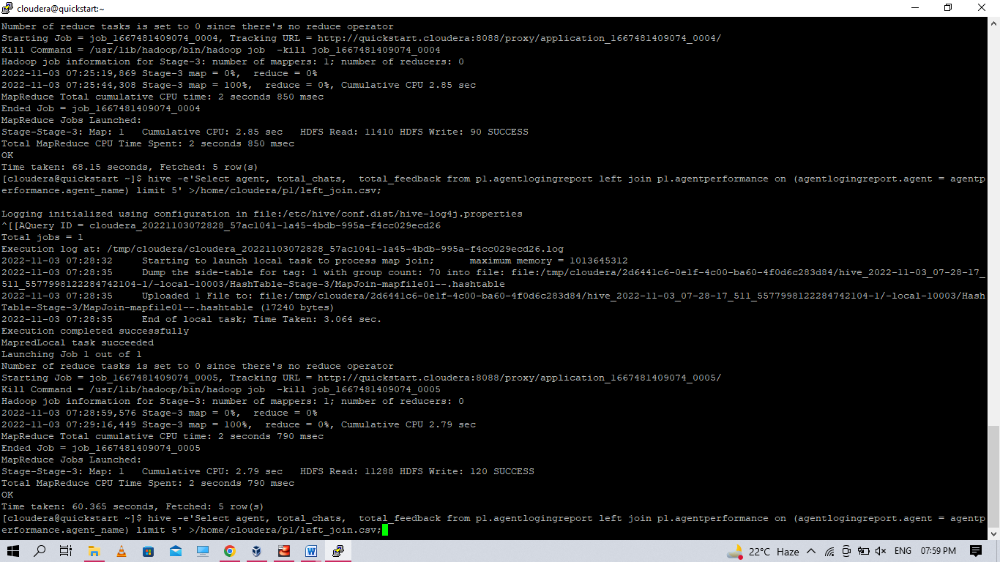 cloudera@quickstart:~
Number of reduce tasks is set to 0 since there's no reduce operator
Starting Job = job_1667481409074_0004, Tracking URL = http://quickstart.cloudera:8088/proxy/application_1667481409074_0004/
Kill Command = /usr/lib/hadoop/bin/hadoop job  -kill job_1667481409074_0004
Hadoop job information for Stage-3: number of mappers: 1; number of reducers: 0
2022-11-03 07:25:19,869 Stage-3 map = 0%,  reduce = 0%
2022-11-03 07:25:44,308 Stage-3 map = 100%,  reduce = 0%, Cumulative CPU 2.85 sec
MapReduce Total cumulative CPU time: 2 seconds 850 msec
Ended Job = job_1667481409074_0004
MapReduce Jobs Launched:
Stage-Stage-3: Map: 1   Cumulative CPU: 2.85 sec   HDFS Read: 11410 HDFS Write: 90 SUCCESS
Total MapReduce CPU Time Spent: 2 seconds 850 msec
OK
Time taken: 68.15 seconds, Fetched: 5 row(s)
[cloudera@quickstart ~]$ hive -e'Select agent, total_chats,  total_feedback from p1.agentlogingreport left join p1.agentperformance on (agentlogingreport.agent = agentp
erformance.agent_name) limit 5' >/home/cloudera/p1/left_join.csv;
Logging initialized using configuration in file:/etc/hive/conf.dist/hive-log4j.properties
^[[AQuery ID = cloudera_20221103072828_57ac1041-1a45-4bdb-995a-f4cc029ecd26
Total jobs = 1
Execution log at: /tmp/cloudera/cloudera_20221103072828_57ac1041-1a45-4bdb-995a-f4cc029ecd26.log
2022-11-03 07:28:32     Starting to launch local task to process map join;      maximum memory = 1013645312
2022-11-03 07:28:35     Dump the side-table for tag: 1 with group count: 70 into file: file:/tmp/cloudera/2d6441c6-0e1f-4c00-ba60-4f0d6c283d84/hive_2022-11-03_07-28-17_
511_5577998122284742104-1/-local-10003/HashTable-Stage-3/MapJoin-mapfile01--.hashtable
2022-11-03 07:28:35     Uploaded 1 File to: file:/tmp/cloudera/2d6441c6-0e1f-4c00-ba60-4f0d6c283d84/hive_2022-11-03_07-28-17_511_5577998122284742104-1/-local-10003/Hash
Table-Stage-3/MapJoin-mapfile01--.hashtable (17240 bytes)
2022-11-03 07:28:35     End of local task; Time Taken: 3.064 sec.
Execution completed successfully
MapredLocal task succeeded
Launching Job 1 out of 1
Number of reduce tasks is set to 0 since there's no reduce operator
Starting Job = job_1667481409074_0005, Tracking URL = http://quickstart.cloudera:8088/proxy/application_1667481409074_0005/
Kill Command = /usr/lib/hadoop/bin/hadoop job  -kill job_1667481409074_0005
Hadoop job information for Stage-3: number of mappers: 1; number of reducers: 0
2022-11-03 07:28:59,576 Stage-3 map = 0%,  reduce = 0%
2022-11-03 07:29:16,449 Stage-3 map = 100%,  reduce = 0%, Cumulative CPU 2.79 sec
MapReduce Total cumulative CPU time: 2 seconds 790 msec
Ended Job = job_1667481409074_0005
MapReduce Jobs Launched:
Stage-Stage-3: Map: 1   Cumulative CPU: 2.79 sec   HDFS Read: 11288 HDFS Write: 120 SUCCESS
Total MapReduce CPU Time Spent: 2 seconds 790 msec
OK
Time taken: 60.365 seconds, Fetched: 5 row(s)
[cloudera@quickstart ~]$ hive -e'Select agent, total_chats,  total_feedback from p1.agentlogingreport left join p1.agentperformance on (agentlogingreport.agent = agentp
erformance.agent_name) limit 5' >/home/cloudera/p1/left_join.csv;
22°C Haze ENG 07:59 PM